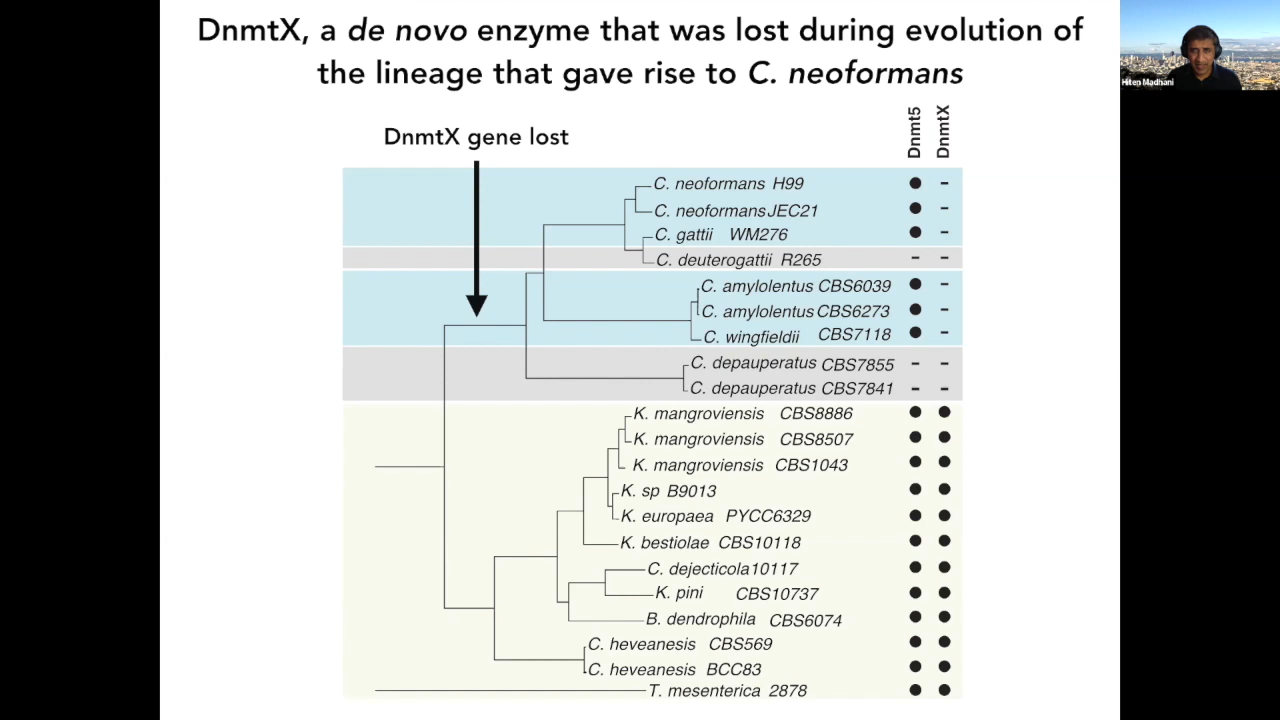 DnmtX, a de novo enzyme that was lost during evolution of
the lineage that gave rise to C. neoformans
Hiten Madhani
DnmtX gene lost
Dnmt5
DnmtX
C. neoformans H99 -
C. neoformans JEC21 -
C. gattii WM276 -
C. deuterogattii R265 - -
C. amylolentus CBS6039 -
C. amylolentus CBS6273 -
C. wingfieldii CBS7118 -
C. depauperatus CBS7855 - -
C. depauperatus CBS7841 - -
K. mangroviensis CBS8886
K. mangroviensis CBS8507
K. mangroviensis CBS1043
K. sp B9013
K. europaea PYCC6329
K. bestiolae CBS10118
C. dejecticola 10117
K. pini CBS10737
B. dendrophila CBS6074
C. heveanesis CBS569
C. heveanesis BCC83
T. mesenterica 2878